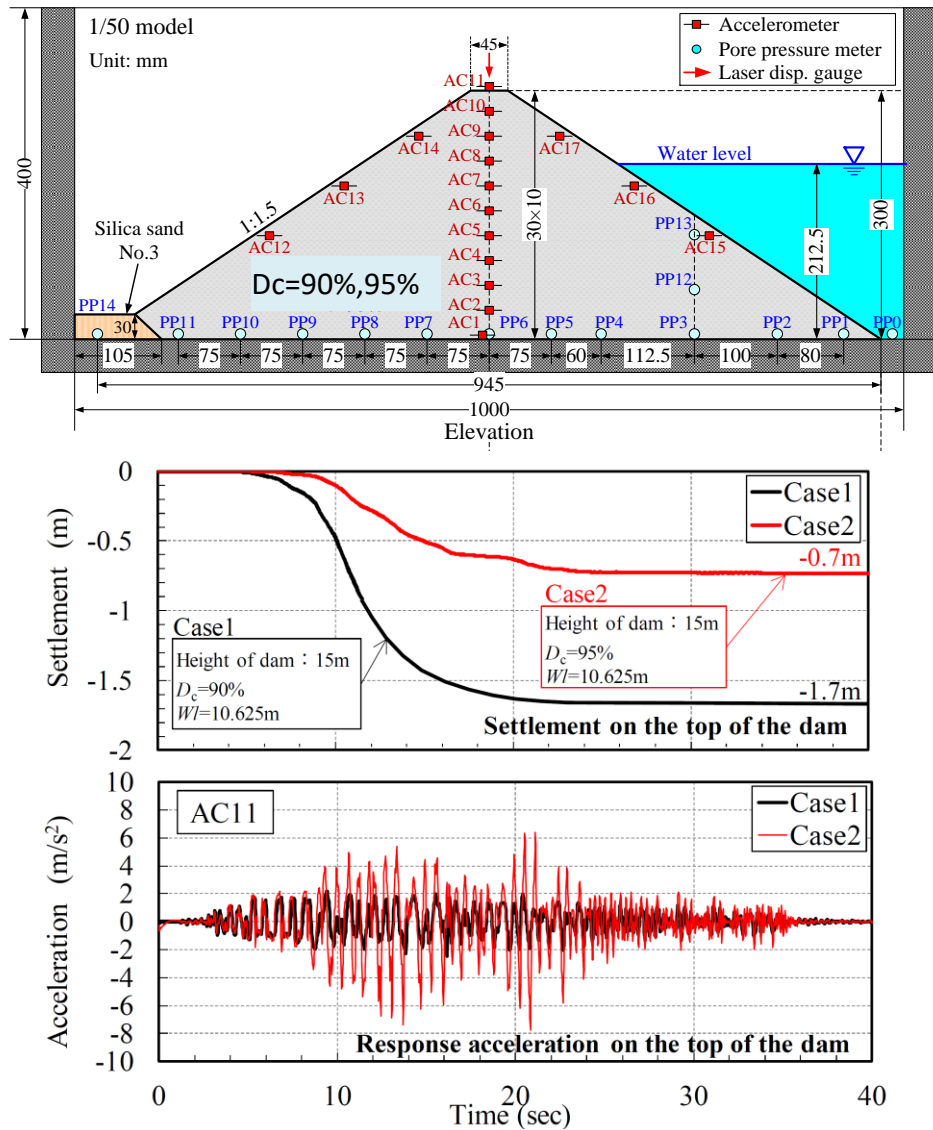 1/50 model
Unit: mm
Accelerometer
Pore pressure meter
Laser disp. gauge
45
AC11
AC10
AC9
AC8
AC7
AC6
AC5
AC4
AC3
AC2
AC1
AC14
AC13
AC12
AC17
AC16
AC15
Water level
400
30×10
300
212.5
1:1.5
Silica sand
No.3
Dc=90%,95%
30
PP14
PP11
PP10
PP9
PP8
PP7
PP6
PP5
PP4
PP3
PP2
PP1
PP0
PP13
PP12
105
75
75
75
75
75
75
60
112.5
100
80
945
1000
Elevation
Settlement (m)
0
-0.5
-1
-1.5
-2
Case1
Case2
-0.7m
Case2
Height of dam：15m
Dc=95%
Wl=10.625m
Case1
Height of dam：15m
Dc=90%
Wl=10.625m
-1.7m
Settlement on the top of the dam
Acceleration (m/s²)
10
8
6
4
2
0
-2
-4
-6
-8
-10
AC11
Case1
Case2
Response acceleration on the top of the dam
0
10
20
30
40
Time (sec)